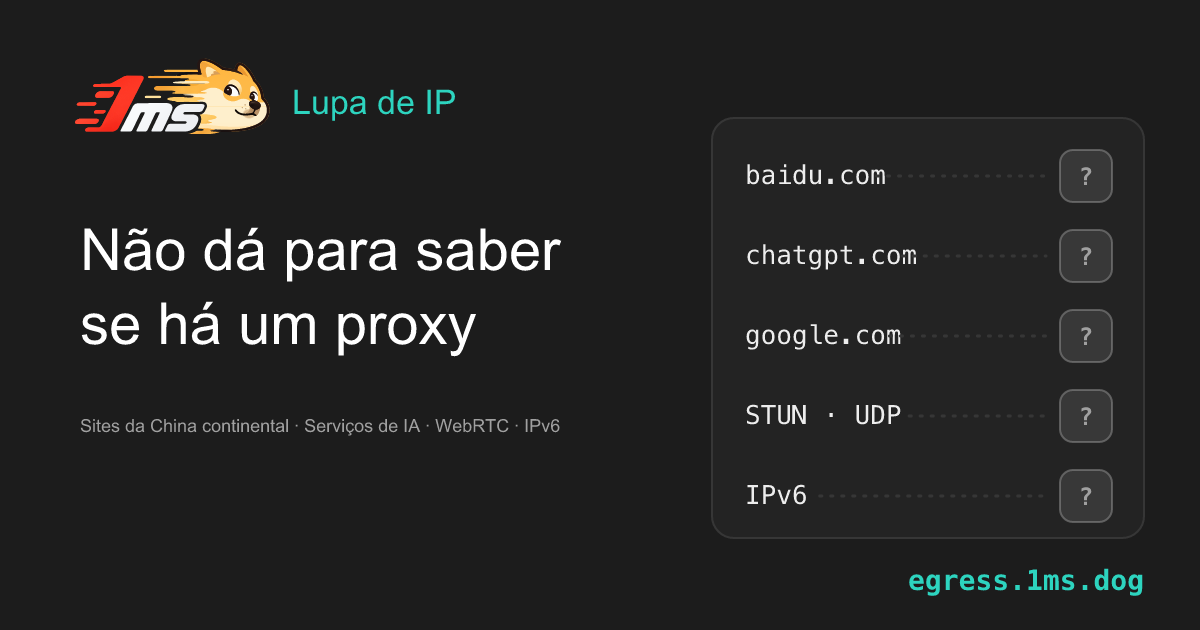 1ms
Lupa de IP
Não dá para saber
se há um proxy
Sites da China continental · Serviços de IA · WebRTC · IPv6
baidu.com ?
chatgpt.com ?
google.com ?
STUN · UDP ?
IPv6 ?
egress.1ms.dog